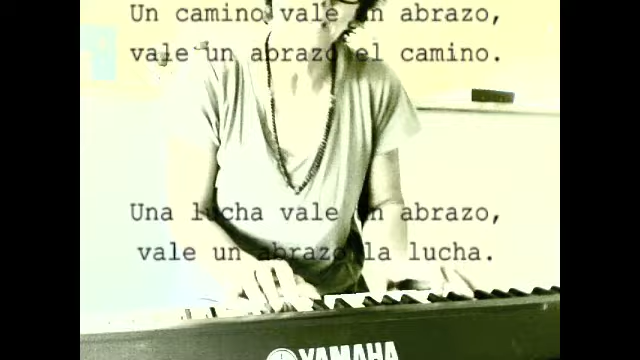 Un camino vale un abrazo,
vale un abrazo el camino.
Una lucha vale un abrazo,
vale un abrazo la lucha.
YAMAHA